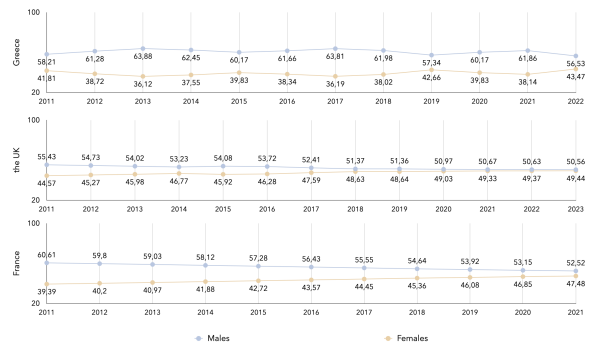 Greece
100
20
58,21 61,28 63,88 62,45 60,17 61,66 63,81 61,98 57,34 60,17 61,86 56,53
41,81 38,72 36,12 37,55 39,83 38,34 36,19 38,02 42,66 39,83 38,14 43,47
2011 2012 2013 2014 2015 2016 2017 2018 2019 2020 2021 2022
the UK
100
20
55,43 54,73 54,02 53,23 54,08 53,72 52,41 51,37 51,36 50,97 50,67 50,63 50,56
44,57 45,27 45,98 46,77 45,92 46,28 47,59 48,63 48,64 49,03 49,33 49,37 49,44
2011 2012 2013 2014 2015 2016 2017 2018 2019 2020 2021 2022 2023
France
100
20
60,61 59,8 59,03 58,12 57,28 56,43 55,55 54,64 53,92 53,15 52,52
39,39 40,2 40,97 41,88 42,72 43,57 44,45 45,36 46,08 46,85 47,48
2011 2012 2013 2014 2015 2016 2017 2018 2019 2020 2021
Males Females